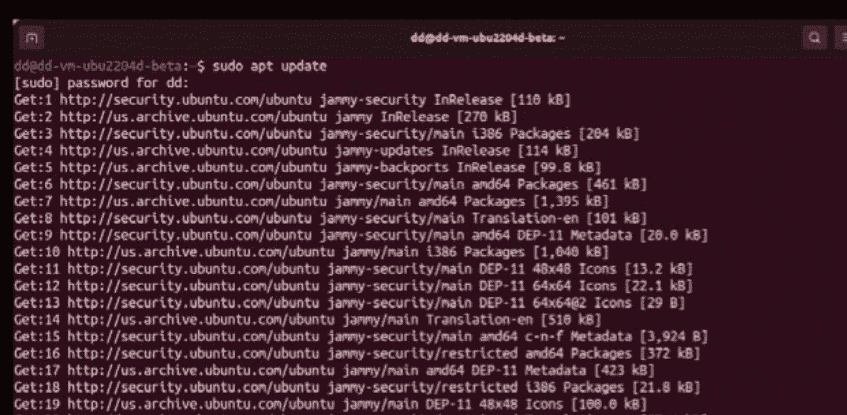 dd@dd-vm-ubu2204d-beta: ~
dd@dd-vm-ubu2204d-beta:~$ sudo apt update
[sudo] password for dd:
Get:1 http://security.ubuntu.com/ubuntu jammy-security InRelease [110 kB]
Get:2 http://us.archive.ubuntu.com/ubuntu jammy InRelease [270 kB]
Get:3 http://security.ubuntu.com/ubuntu jammy-security/main i386 Packages [204 kB]
Get:4 http://us.archive.ubuntu.com/ubuntu jammy-updates InRelease [114 kB]
Get:5 http://us.archive.ubuntu.com/ubuntu jammy-backports InRelease [99.8 kB]
Get:6 http://security.ubuntu.com/ubuntu jammy-security/main amd64 Packages [461 kB]
Get:7 http://us.archive.ubuntu.com/ubuntu jammy/main amd64 Packages [1,395 kB]
Get:8 http://security.ubuntu.com/ubuntu jammy-security/main Translation-en [101 kB]
Get:9 http://security.ubuntu.com/ubuntu jammy-security/main amd64 DEP-11 Metadata [20.0 kB]
Get:10 http://us.archive.ubuntu.com/ubuntu jammy/main i386 Packages [1,040 kB]
Get:11 http://security.ubuntu.com/ubuntu jammy-security/main DEP-11 48x48 Icons [13.2 kB]
Get:12 http://security.ubuntu.com/ubuntu jammy-security/main DEP-11 64x64 Icons [22.1 kB]
Get:13 http://security.ubuntu.com/ubuntu jammy-security/main DEP-11 64x64@2 Icons [29 B]
Get:14 http://us.archive.ubuntu.com/ubuntu jammy/main Translation-en [510 kB]
Get:15 http://security.ubuntu.com/ubuntu jammy-security/main amd64 c-n-f Metadata [3,924 B]
Get:16 http://security.ubuntu.com/ubuntu jammy-security/restricted amd64 Packages [372 kB]
Get:17 http://us.archive.ubuntu.com/ubuntu jammy/main amd64 DEP-11 Metadata [423 kB]
Get:18 http://security.ubuntu.com/ubuntu jammy-security/restricted i386 Packages [21.8 kB]
Get:19 http://us.archive.ubuntu.com/ubuntu jammy/main DEP-11 48x48 Icons [100.0 kB]